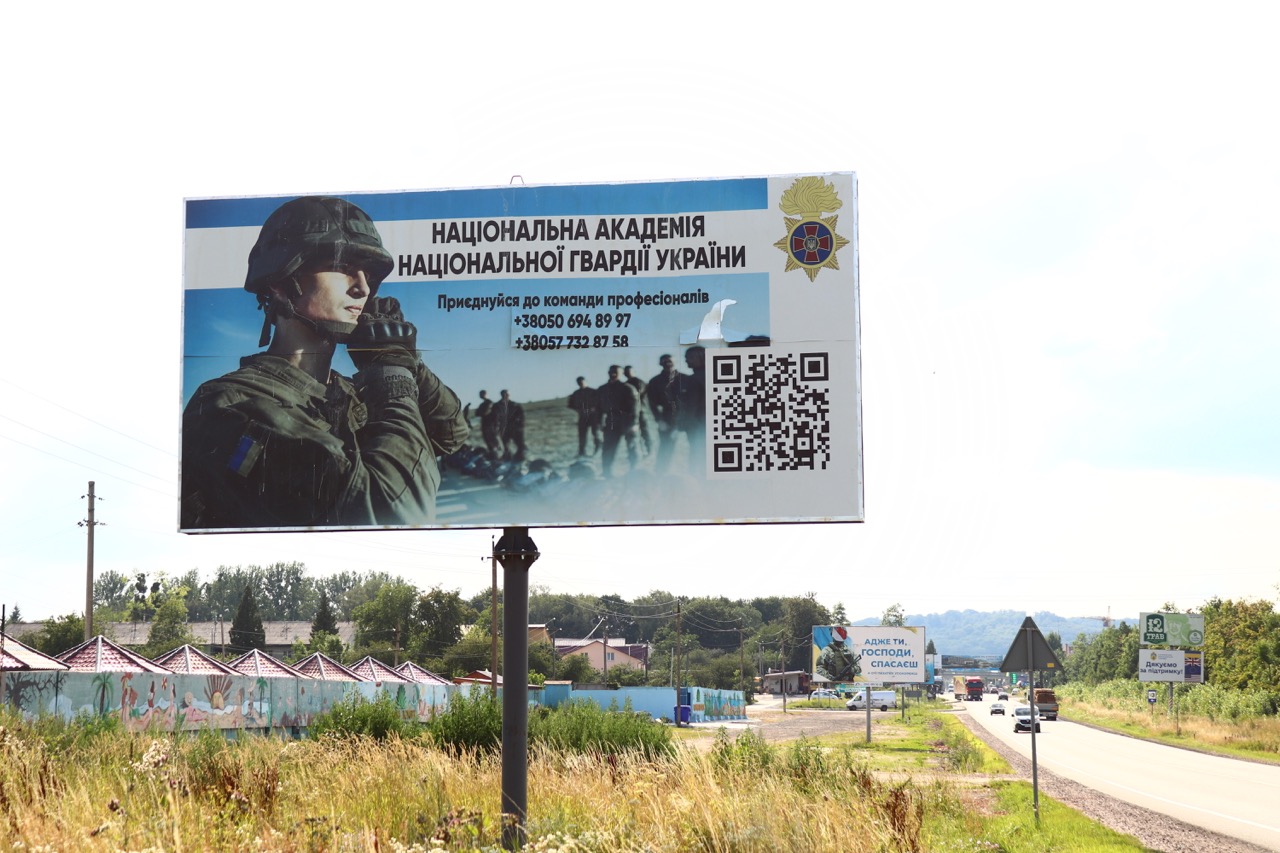 НАЦІОНАЛЬНА АКАДЕМІЯ
НАЦІОНАЛЬНОЇ ГВАРДІЇ УКРАЇНИ
Приєднуйся до команди професіоналів
+38050 694 89 97
+38057 732 87 58
АДЖЕ ТИ,
ГОСПОДИ,
СПАСАЄШ
12
ТРАВ
Дякуємо
за підтримку!